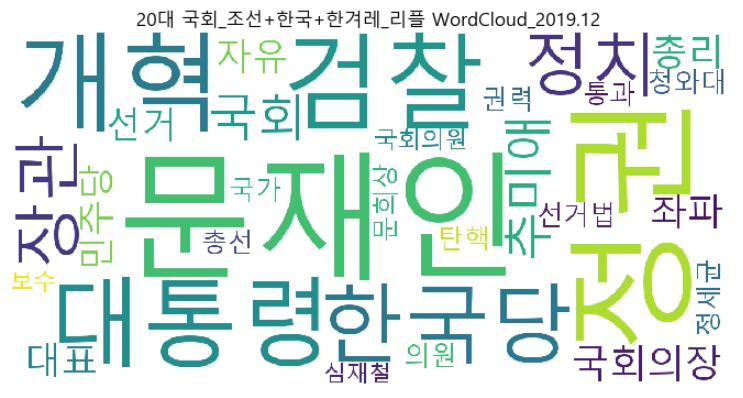 20대 국회_조선+한국+한겨레_리플 WordCloud_2019.12
개혁
검찰
정치
총리
자유
청와대
통과
권력
선거
국회
국회의원
추미애
정권
장관
문재인
민주당
국가
문희상
선거법
좌파
총선
탄핵
보수
대통령
한국당
정세균
대표
의원
심재철
국회의장